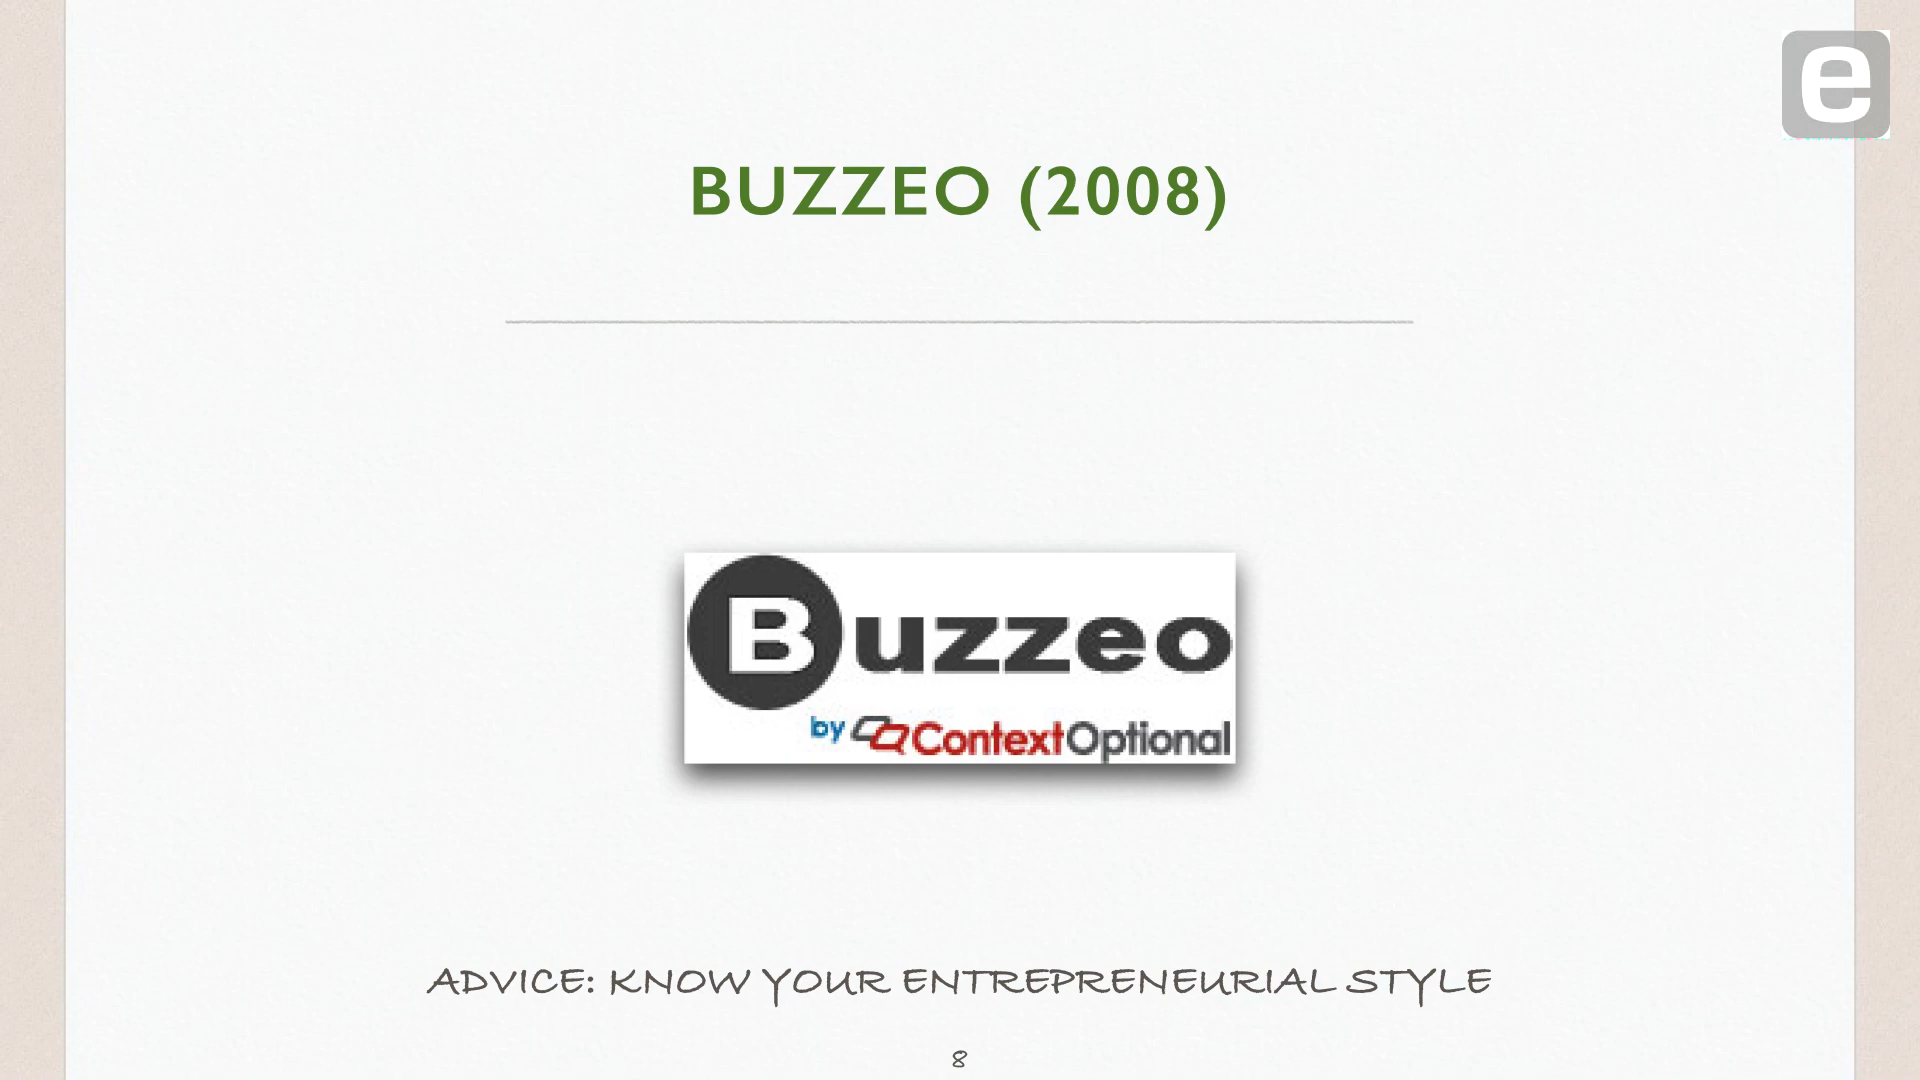 e
BUZZEO (2008)
Buzzeo
by ContextOptional
ADVICE: KNOW YOUR ENTREPRENEURIAL STYLE
8